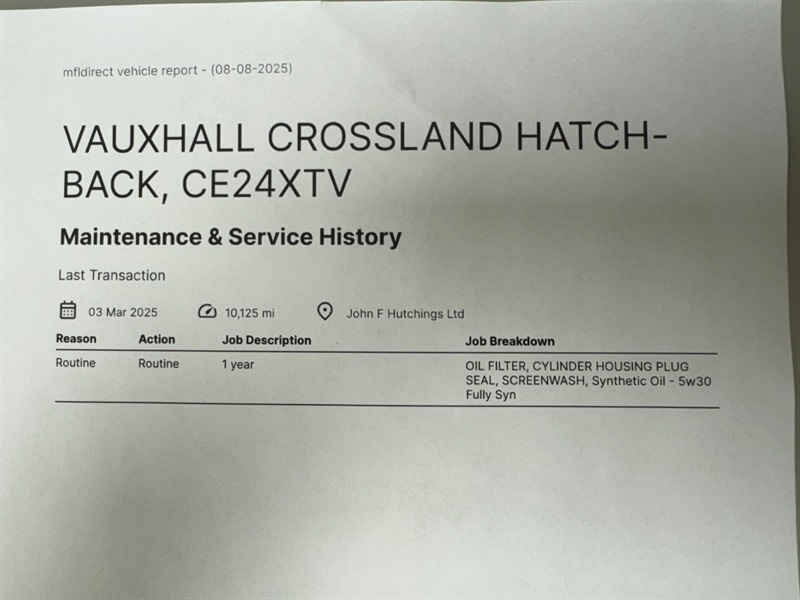 mfldirect vehicle report - (08-08-2025)
VAUXHALL CROSSLAND HATCH-
BACK, CE24XTV
Maintenance & Service History
Last Transaction
03 Mar 2025 10,125 mi John F Hutchings Ltd
Reason Action Job Description Job Breakdown
Routine Routine 1 year OIL FILTER, CYLINDER HOUSING PLUG
SEAL, SCREENWASH, Synthetic Oil - 5w30
Fully Syn